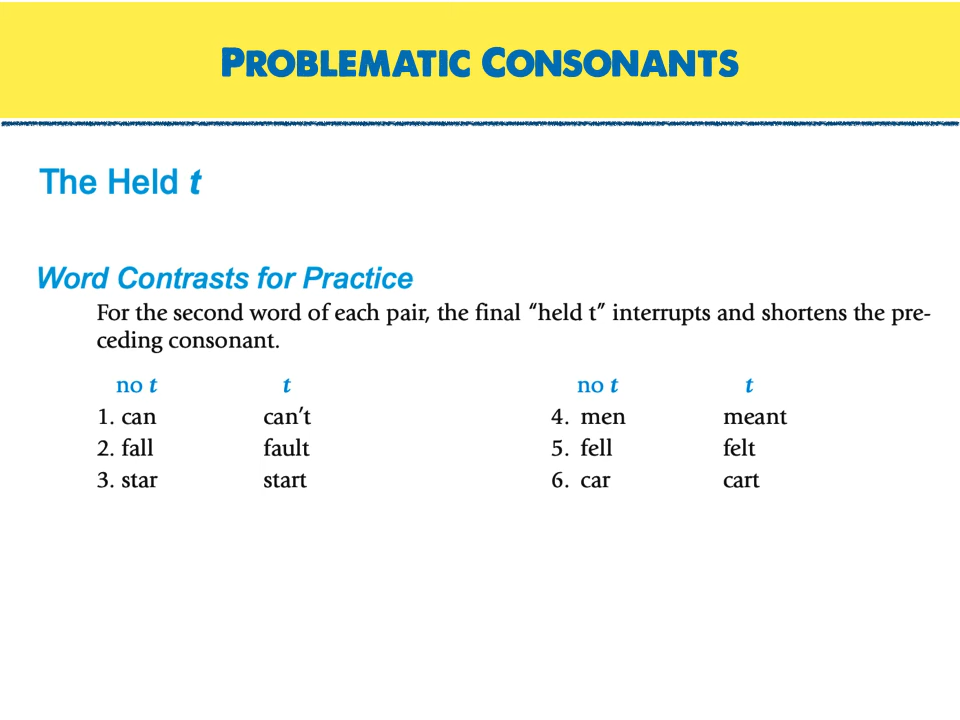 PROBLEMATIC CONSONANTS
The Held t
Word Contrasts for Practice
For the second word of each pair, the final “held t” interrupts and shortens the pre-
ceding consonant.
no t t no t t
1. can can’t 4. men meant
2. fall fault 5. fell felt
3. star start 6. car cart